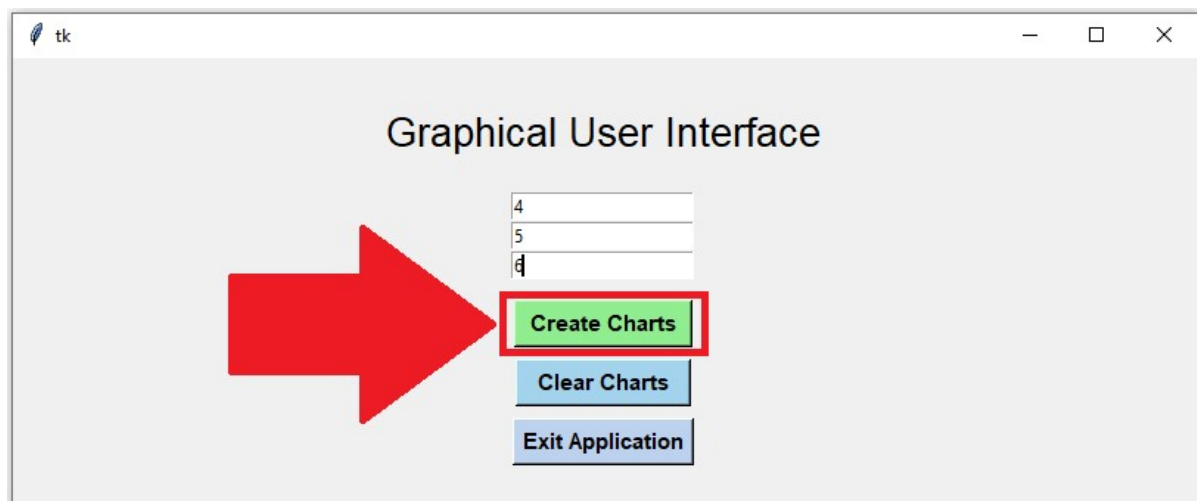 tk
Graphical User Interface
4
5
6
Create Charts
Clear Charts
Exit Application